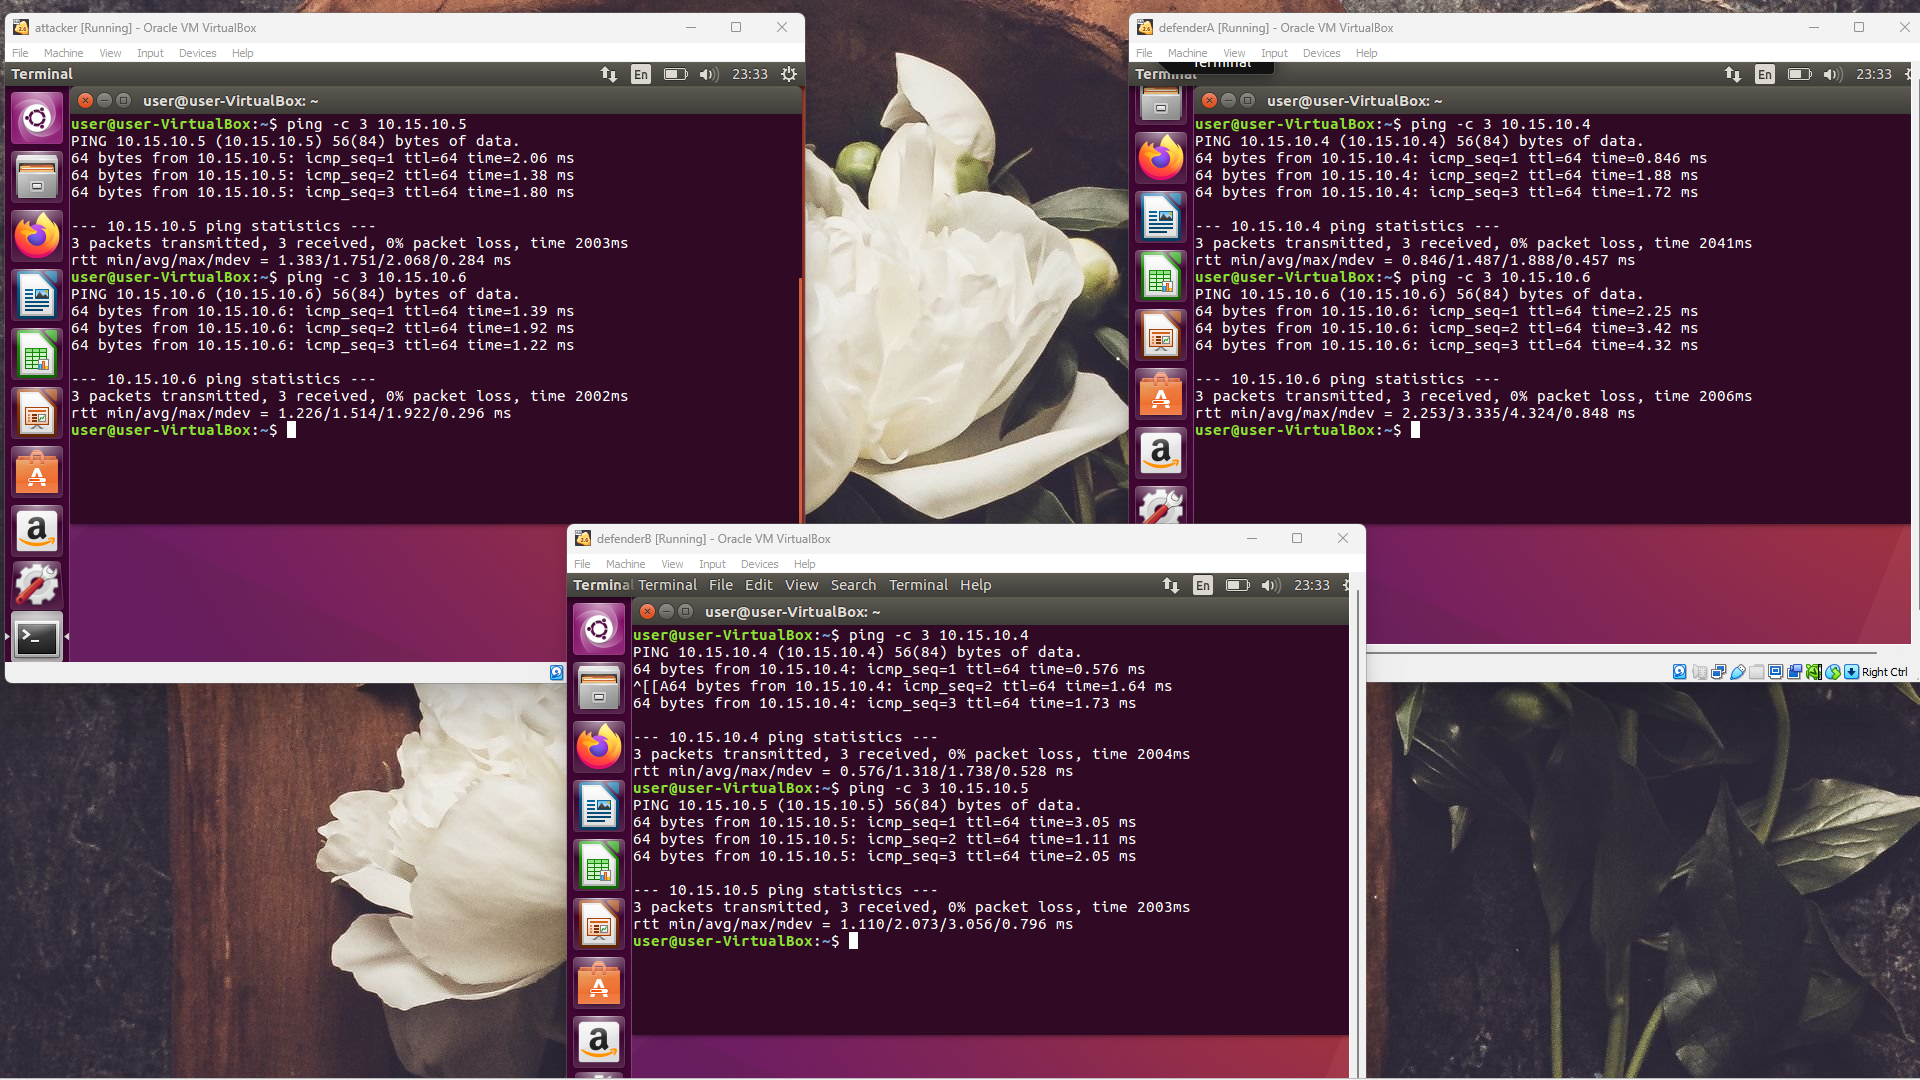 attacker [Running] - Oracle VM VirtualBox
File Machine View Input Devices Help
Terminal En 23:33
user@user-VirtualBox: ~
user@user-VirtualBox:~$ ping -c 3 10.15.10.5
PING 10.15.10.5 (10.15.10.5) 56(84) bytes of data.
64 bytes from 10.15.10.5: icmp_seq=1 ttl=64 time=2.06 ms
64 bytes from 10.15.10.5: icmp_seq=2 ttl=64 time=1.38 ms
64 bytes from 10.15.10.5: icmp_seq=3 ttl=64 time=1.80 ms
--- 10.15.10.5 ping statistics ---
3 packets transmitted, 3 received, 0% packet loss, time 2003ms
rtt min/avg/max/mdev = 1.383/1.751/2.068/0.284 ms
user@user-VirtualBox:~$ ping -c 3 10.15.10.6
PING 10.15.10.6 (10.15.10.6) 56(84) bytes of data.
64 bytes from 10.15.10.6: icmp_seq=1 ttl=64 time=1.39 ms
64 bytes from 10.15.10.6: icmp_seq=2 ttl=64 time=1.92 ms
64 bytes from 10.15.10.6: icmp_seq=3 ttl=64 time=1.22 ms
--- 10.15.10.6 ping statistics ---
3 packets transmitted, 3 received, 0% packet loss, time 2002ms
rtt min/avg/max/mdev = 1.226/1.514/1.922/0.296 ms
user@user-VirtualBox:~$
defenderA [Running] - Oracle VM VirtualBox
File Machine View Input Devices Help
Terminal
Terminal En 23:33
user@user-VirtualBox: ~
user@user-VirtualBox:~$ ping -c 3 10.15.10.4
PING 10.15.10.4 (10.15.10.4) 56(84) bytes of data.
64 bytes from 10.15.10.4: icmp_seq=1 ttl=64 time=0.846 ms
64 bytes from 10.15.10.4: icmp_seq=2 ttl=64 time=1.88 ms
64 bytes from 10.15.10.4: icmp_seq=3 ttl=64 time=1.72 ms
--- 10.15.10.4 ping statistics ---
3 packets transmitted, 3 received, 0% packet loss, time 2041ms
rtt min/avg/max/mdev = 0.846/1.487/1.888/0.457 ms
user@user-VirtualBox:~$ ping -c 3 10.15.10.6
PING 10.15.10.6 (10.15.10.6) 56(84) bytes of data.
64 bytes from 10.15.10.6: icmp_seq=1 ttl=64 time=2.25 ms
64 bytes from 10.15.10.6: icmp_seq=2 ttl=64 time=3.42 ms
64 bytes from 10.15.10.6: icmp_seq=3 ttl=64 time=4.32 ms
--- 10.15.10.6 ping statistics ---
3 packets transmitted, 3 received, 0% packet loss, time 2006ms
rtt min/avg/max/mdev = 2.253/3.335/4.324/0.848 ms
user@user-VirtualBox:~$
Right Ctrl
defenderB [Running] - Oracle VM VirtualBox
File Machine View Input Devices Help
Terminal Terminal File Edit View Search Terminal Help En 23:33
user@user-VirtualBox: ~
user@user-VirtualBox:~$ ping -c 3 10.15.10.4
PING 10.15.10.4 (10.15.10.4) 56(84) bytes of data.
64 bytes from 10.15.10.4: icmp_seq=1 ttl=64 time=0.576 ms
^[[A64 bytes from 10.15.10.4: icmp_seq=2 ttl=64 time=1.64 ms
64 bytes from 10.15.10.4: icmp_seq=3 ttl=64 time=1.73 ms
--- 10.15.10.4 ping statistics ---
3 packets transmitted, 3 received, 0% packet loss, time 2004ms
rtt min/avg/max/mdev = 0.576/1.318/1.738/0.528 ms
user@user-VirtualBox:~$ ping -c 3 10.15.10.5
PING 10.15.10.5 (10.15.10.5) 56(84) bytes of data.
64 bytes from 10.15.10.5: icmp_seq=1 ttl=64 time=3.05 ms
64 bytes from 10.15.10.5: icmp_seq=2 ttl=64 time=1.11 ms
64 bytes from 10.15.10.5: icmp_seq=3 ttl=64 time=2.05 ms
--- 10.15.10.5 ping statistics ---
3 packets transmitted, 3 received, 0% packet loss, time 2003ms
rtt min/avg/max/mdev = 1.110/2.073/3.056/0.796 ms
user@user-VirtualBox:~$